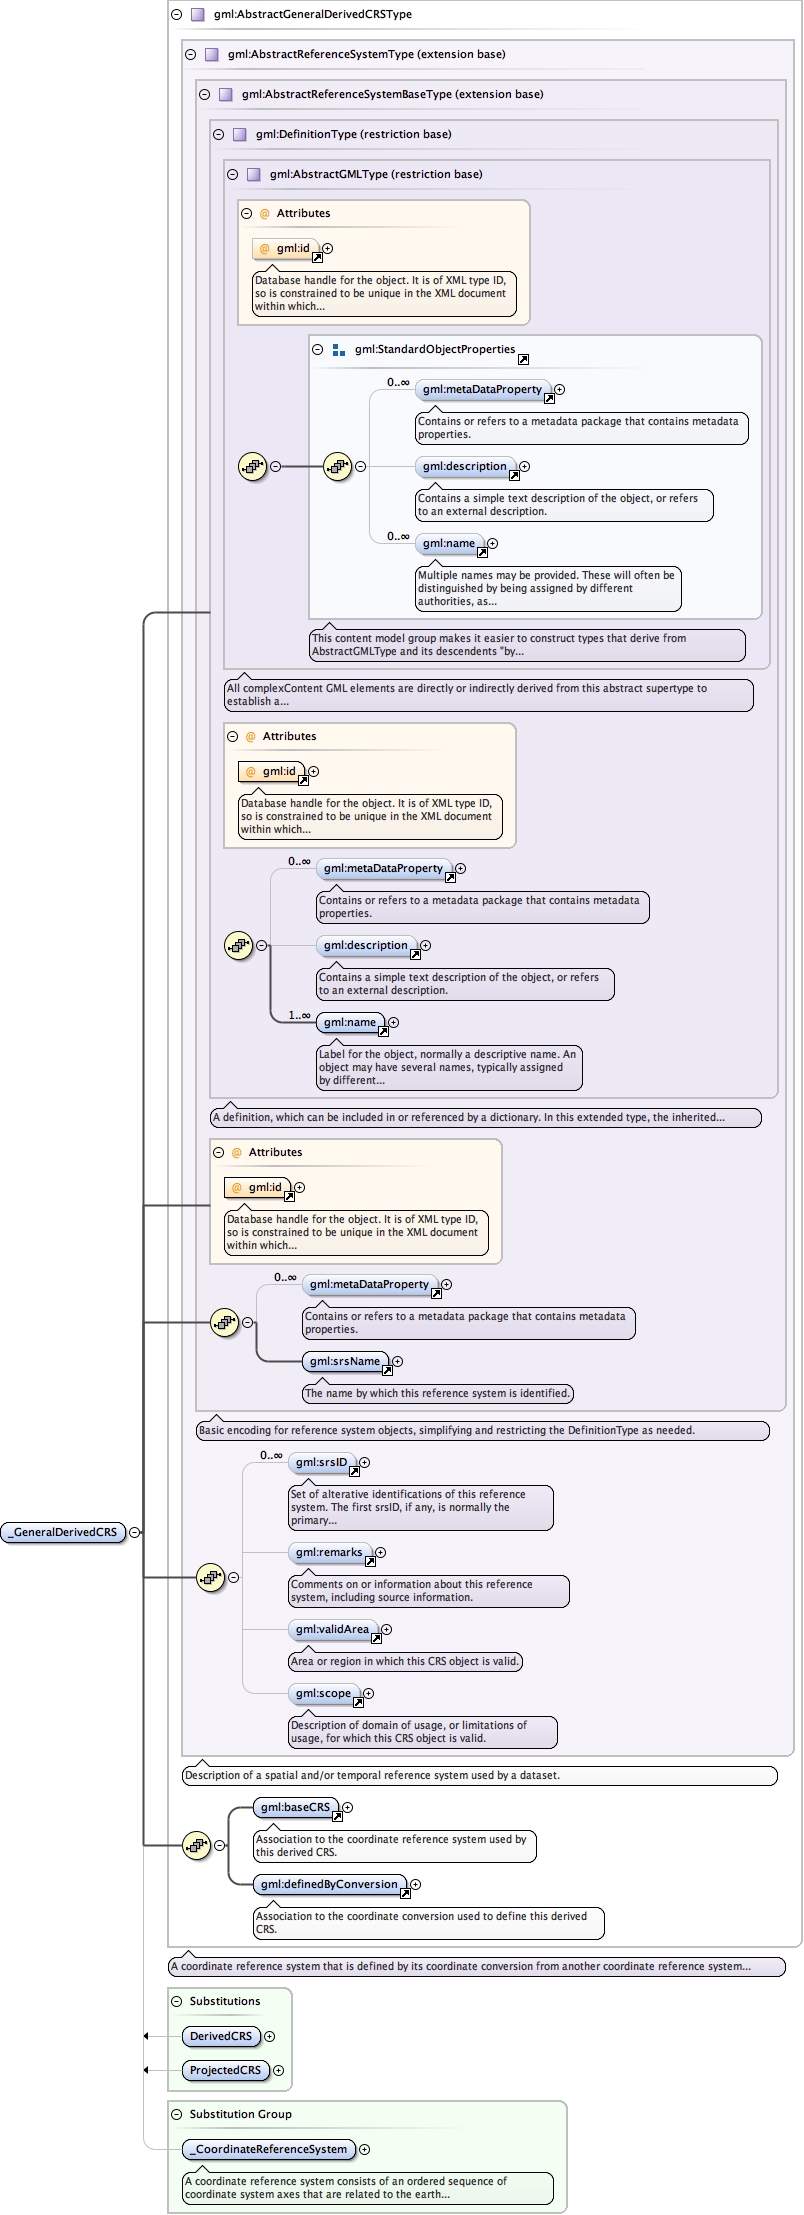 gml:AbstractGeneralDerivedCRSType
gml:AbstractReferenceSystemType (extension base)
gml:AbstractReferenceSystemBaseType (extension base)
gml:DefinitionType (restriction base)
gml:AbstractGMLType (restriction base)
@ Attributes
@ gml:id
Database handle for the object. It is of XML type ID,
so is constrained to be unique in the XML document
within which...
gml:StandardObjectProperties
0..∞
gml:metaDataProperty
Contains or refers to a metadata package that contains metadata
properties.
gml:description
Contains a simple text description of the object, or refers
to an external description.
0..∞
gml:name
Multiple names may be provided. These will often be
distinguished by being assigned by different
authorities, as...
This content model group makes it easier to construct types that derive from
AbstractGMLType and its descendents "by...
All complexContent GML elements are directly or indirectly derived from this abstract supertype to
establish a...
@ Attributes
@ gml:id
Database handle for the object. It is of XML type ID,
so is constrained to be unique in the XML document
within which...
0..∞
gml:metaDataProperty
Contains or refers to a metadata package that contains metadata
properties.
gml:description
Contains a simple text description of the object, or refers
to an external description.
1..∞
gml:name
Label for the object, normally a descriptive name. An
object may have several names, typically assigned
by different...
A definition, which can be included in or referenced by a dictionary. In this extended type, the inherited...
@ Attributes
@ gml:id
Database handle for the object. It is of XML type ID,
so is constrained to be unique in the XML document
within which...
0..∞
gml:metaDataProperty
Contains or refers to a metadata package that contains metadata
properties.
gml:srsName
The name by which this reference system is identified.
Basic encoding for reference system objects, simplifying and restricting the DefinitionType as needed.
0..∞
gml:srsID
Set of alterative identifications of this reference
system. The first srsID, if any, is normally the
primary...
_GeneralDerivedCRS
gml:remarks
Comments on or information about this reference
system, including source information.
gml:validArea
Area or region in which this CRS object is valid.
gml:scope
Description of domain of usage, or limitations of
usage, for which this CRS object is valid.
Description of a spatial and/or temporal reference system used by a dataset.
gml:baseCRS
Association to the coordinate reference system used by
this derived CRS.
gml:definedByConversion
Association to the coordinate conversion used to define this derived
CRS.
A coordinate reference system that is defined by its coordinate conversion from another coordinate reference system...
Substitutions
DerivedCRS
ProjectedCRS
Substitution Group
_CoordinateReferenceSystem
A coordinate reference system consists of an ordered sequence of
coordinate system axes that are related to the earth...